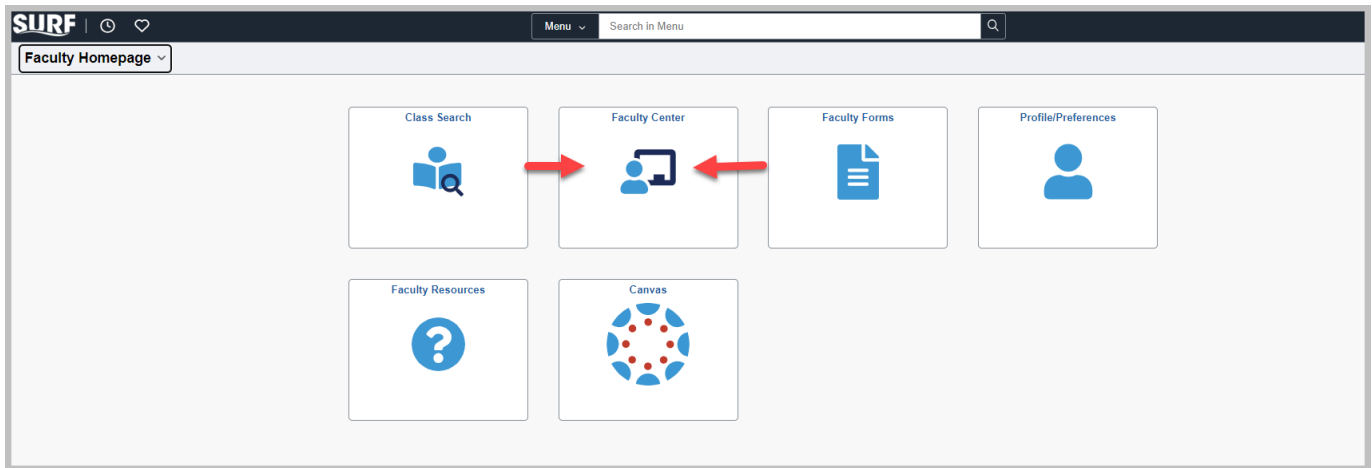 SURF
Menu
Search in Menu
Faculty Homepage
Class Search
Faculty Center
Faculty Forms
Profile/Preferences
Faculty Resources
Canvas